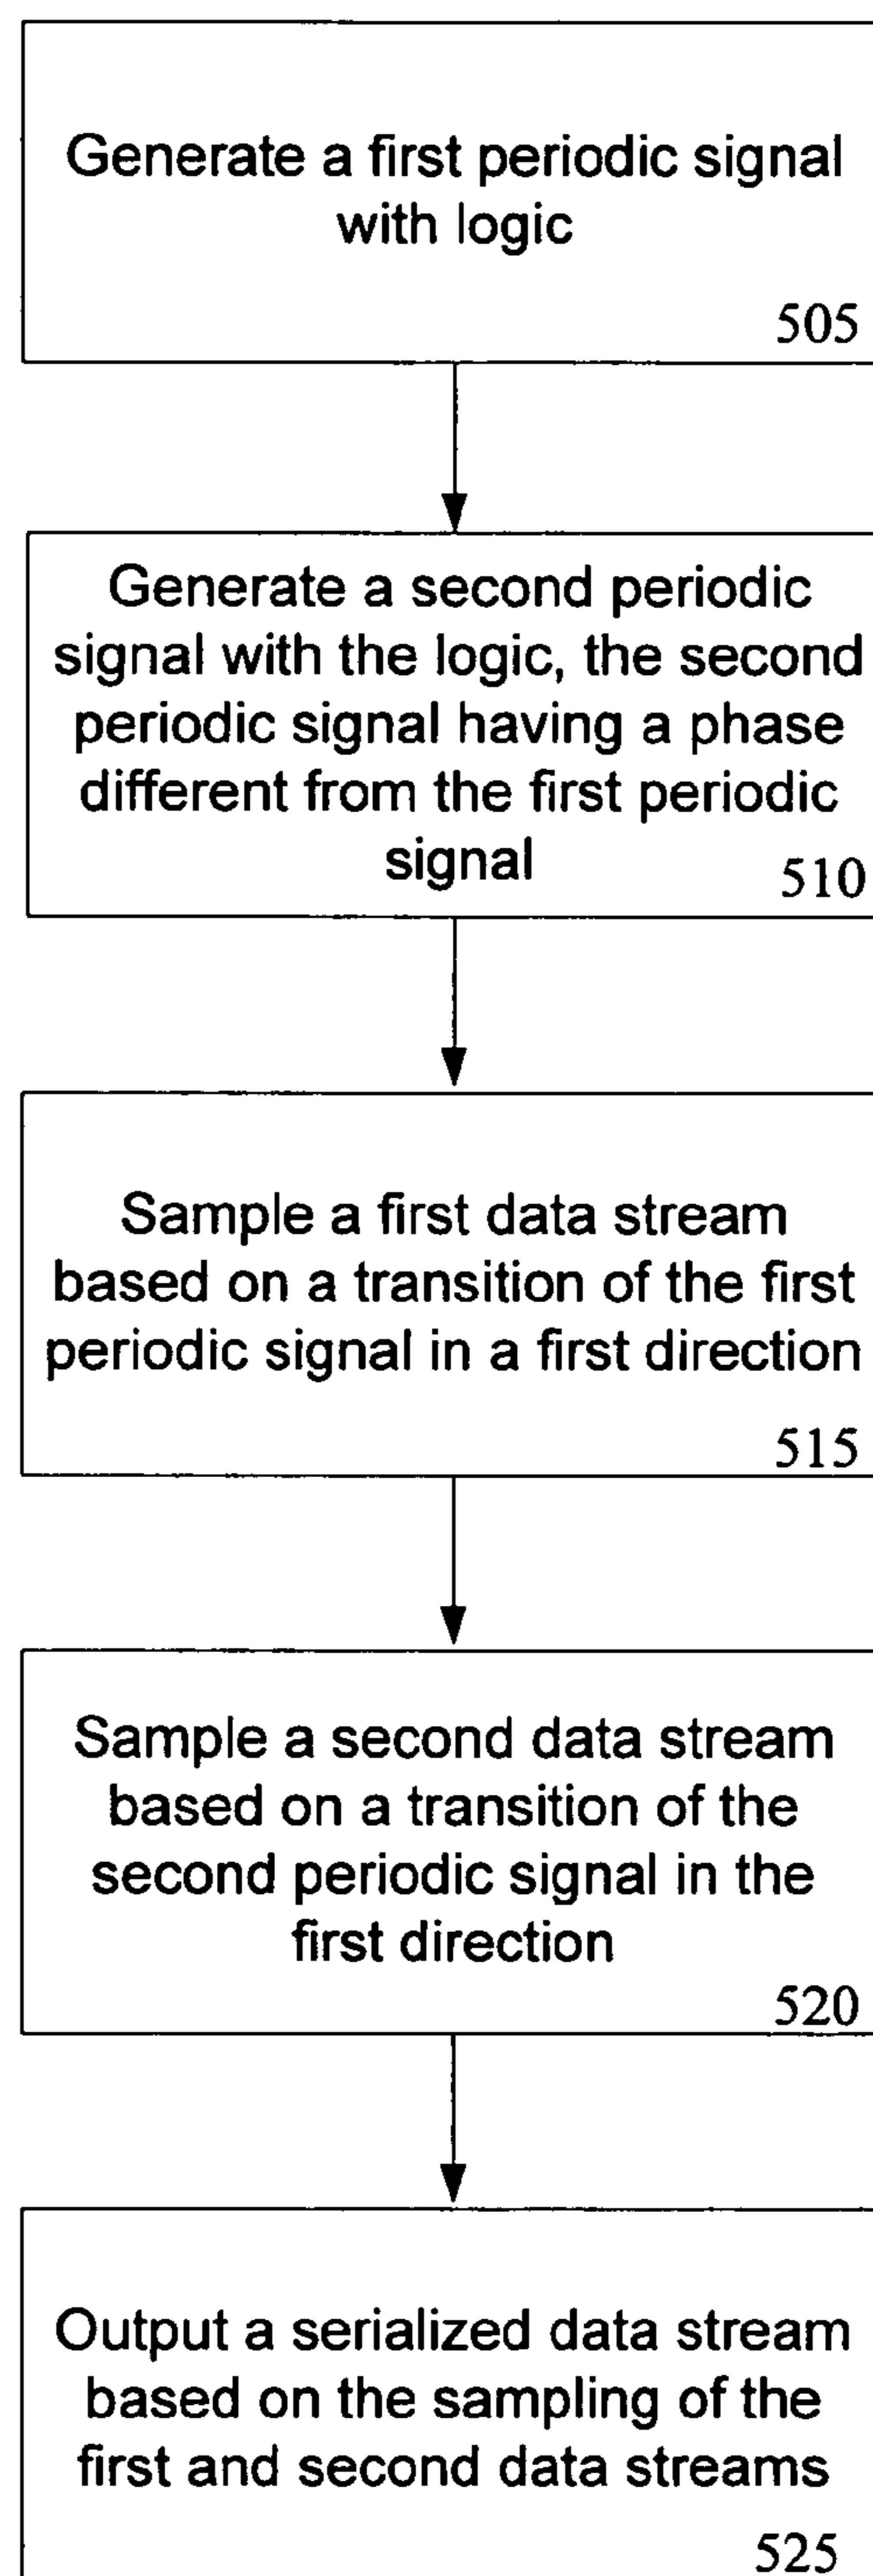 Generate a first periodic signal
with logic
505
Generate a second periodic
signal with the logic, the second
periodic signal having a phase
different from the first periodic
signal
510
Sample a first data stream
based on a transition of the first
periodic signal in a first direction
515
Sample a second data stream
based on a transition of the
second periodic signal in the
first direction
520
Output a serialized data stream
based on the sampling of the
first and second data streams
525